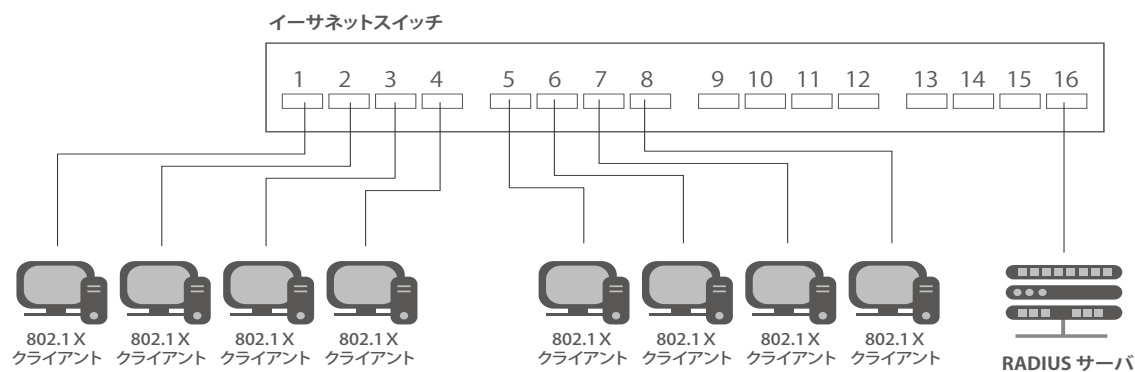 イーサネットスイッチ
1 2 3 4 5 6 7 8 9 10 11 12 13 14 15 16
802.1X 802.1X 802.1X 802.1X 802.1X 802.1X 802.1X 802.1X
クライアント クライアント クライアント クライアント クライアント クライアント クライアント クライアント
RADIUS サーバ